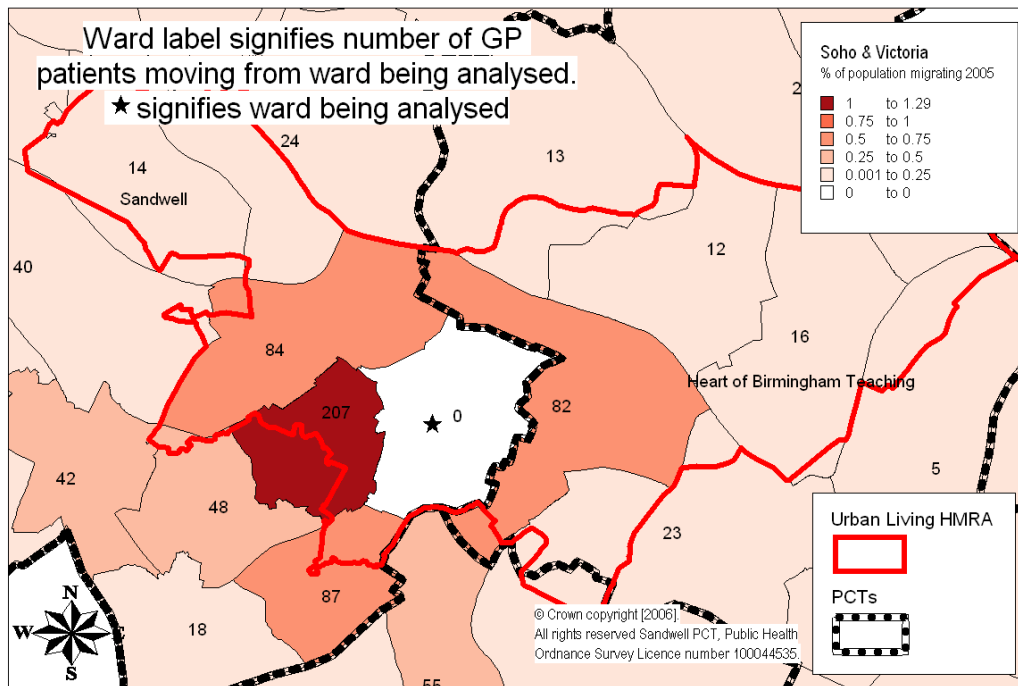 Ward label signifies number of GP
patients moving from ward being analysed.
★ signifies ward being analysed
Soho & Victoria
% of population migrating 2005
1 to 1.29
0.75 to 1
0.5 to 0.75
0.25 to 0.5
0.001 to 0.25
0 to 0
24
13
14
Sandwell
12
40
16
84
Heart of Birmingham Teaching
207
0
82
5
42
48
23
87
18
55
N
W
S
Urban Living HMRA
PCTs
© Crown copyright [2006].
All rights reserved Sandwell PCT, Public Health
Ordnance Survey Licence number 100044535.